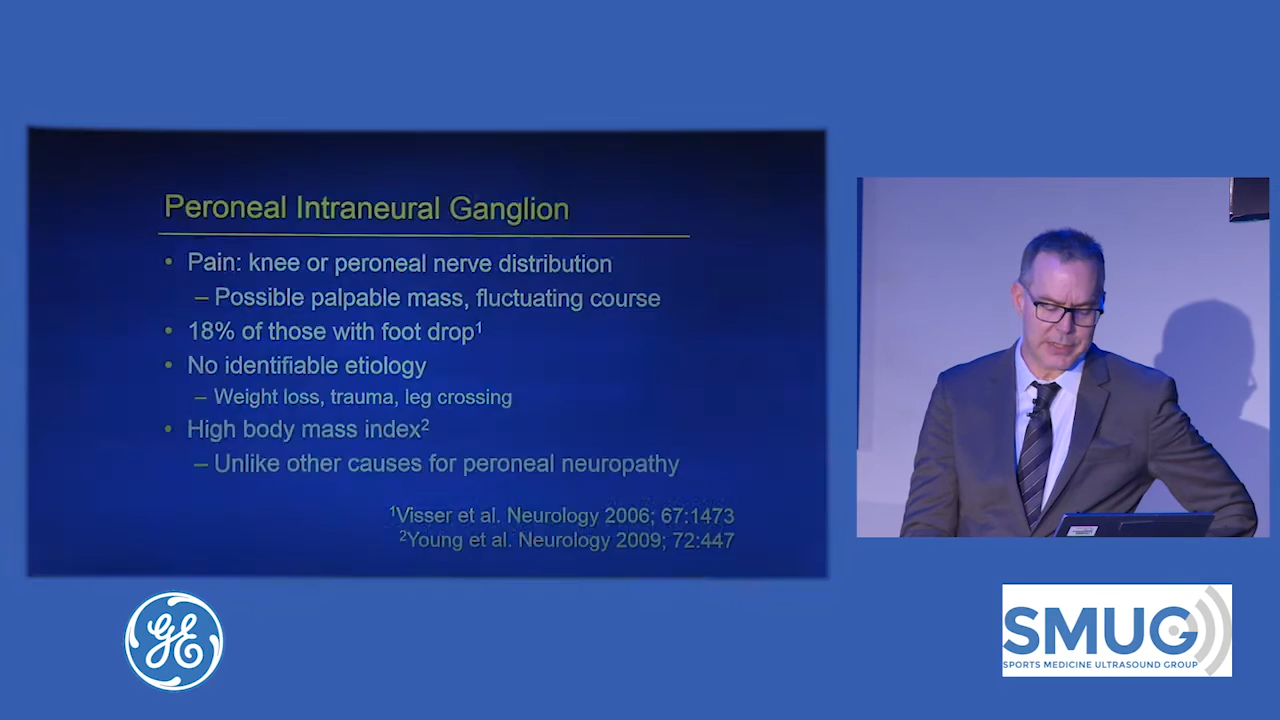 Peroneal Intraneural Ganglion
• Pain: knee or peroneal nerve distribution
– Possible palpable mass, fluctuating course
• 18% of those with foot drop¹
• No identifiable etiology
– Weight loss, trauma, leg crossing
• High body mass index²
– Unlike other causes for peroneal neuropathy
¹Visser et al. Neurology 2006; 67:1473
²Young et al. Neurology 2009; 72:447
GE
SMUG
SPORTS MEDICINE ULTRASOUND GROUP